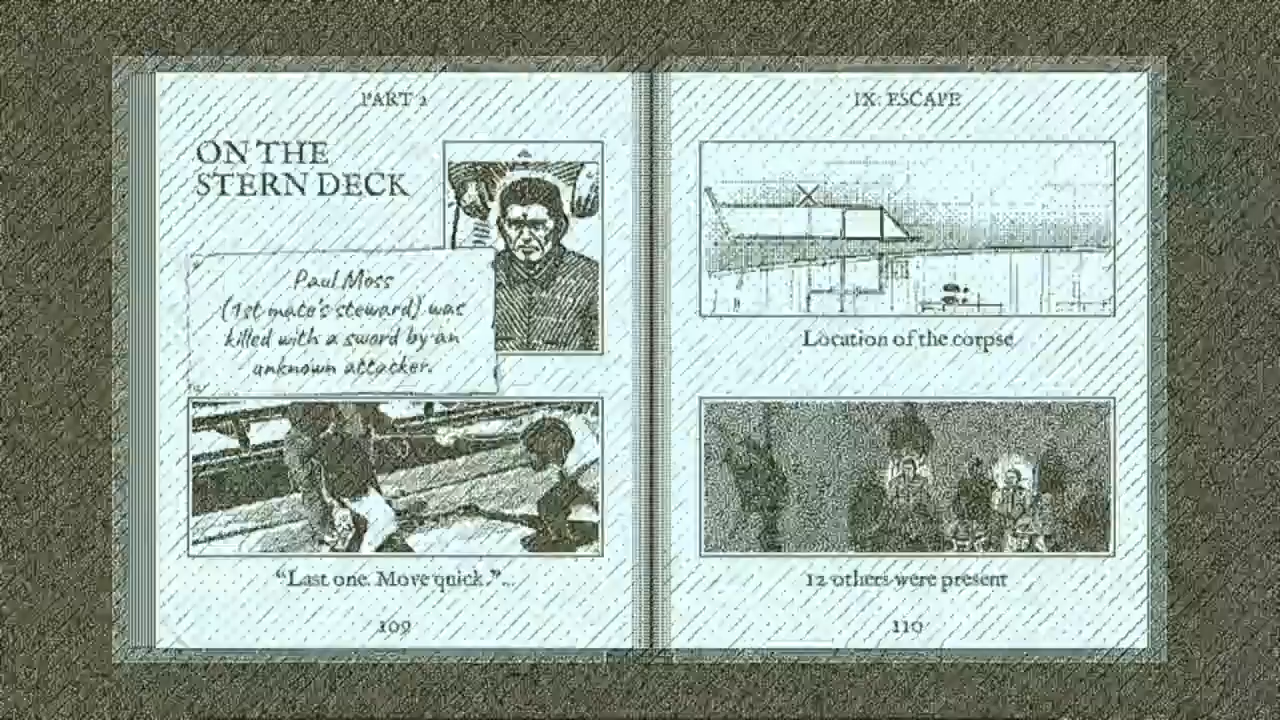 PART 2
ON THE
STERN DECK
Paul Moss
(1st mate's steward) was
killed with a sword by an
unknown attacker.
"Last one. Move quick."...
109
IX: ESCAPE
Location of the corpse
12 others were present
110